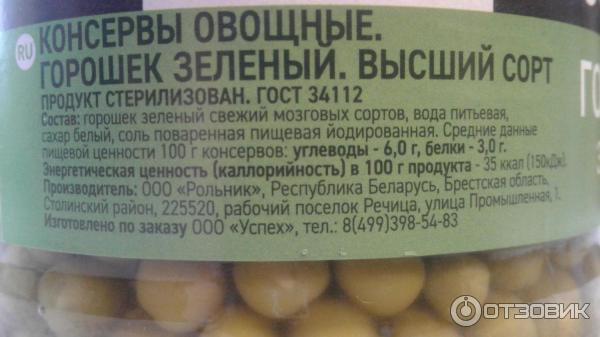 RU
КОНСЕРВЫ ОВОЩНЫЕ.
ГОРОШЕК ЗЕЛЕНЫЙ. ВЫСШИЙ СОРТ
ПРОДУКТ СТЕРИЛИЗОВАН. ГОСТ 34112
Состав: горошек зеленый свежий мозговых сортов, вода питьевая,
сахар белый, соль поваренная пищевая йодированная. Средние данные
пищевой ценности 100 г консервов: углеводы - 6,0 г, белки - 3,0 г.
Энергетическая ценность (каллорийность) в 100 г продукта - 35 ккал (150кДж).
Производитель: ООО «Рольник», Республика Беларусь, Брестская область,
Столинский район, 225520, рабочий поселок Речица, улица Промышленная, 1.
Изготовлено по заказу ООО «Успех», тел.: 8(499)398-54-83
ОТЗОВИК